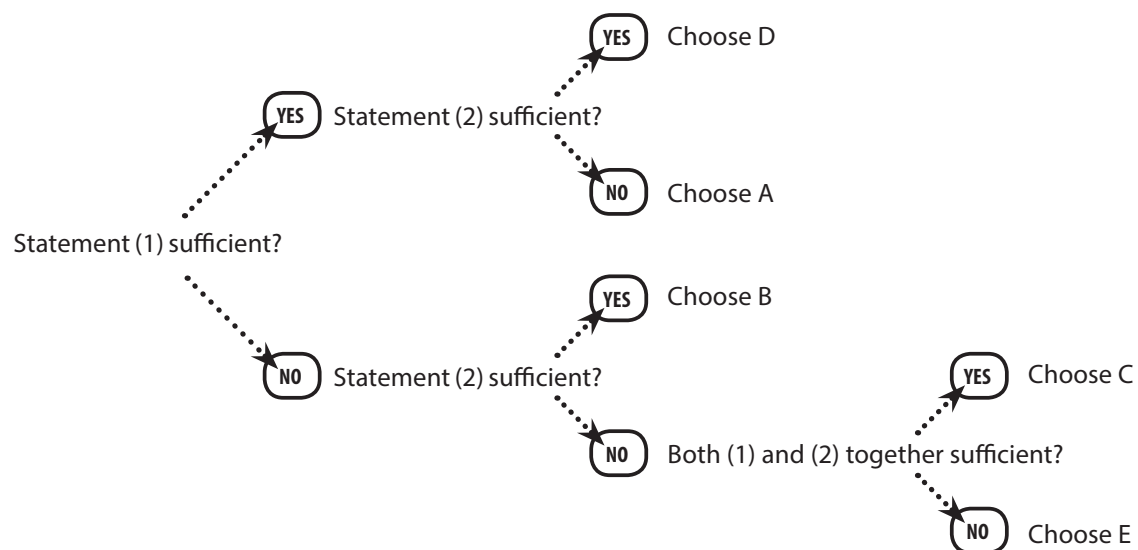 YES Choose D
YES Statement (2) sufficient?
NO Choose A
Statement (1) sufficient?
YES Choose B
NO Statement (2) sufficient?
YES Choose C
NO Both (1) and (2) together sufficient?
NO Choose E